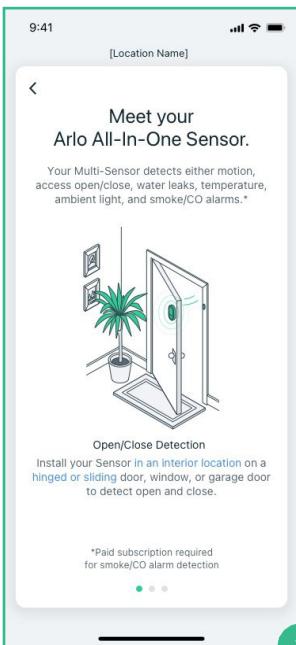 9:41
[Location Name]
Meet your
Arlo All-In-One Sensor.
Your Multi-Sensor detects either motion,
access open/close, water leaks, temperature,
ambient light, and smoke/CO alarms.*
Open/Close Detection
Install your Sensor in an interior location on a
hinged or sliding door, window, or garage door
to detect open and close.
*Paid subscription required
for smoke/CO alarm detection